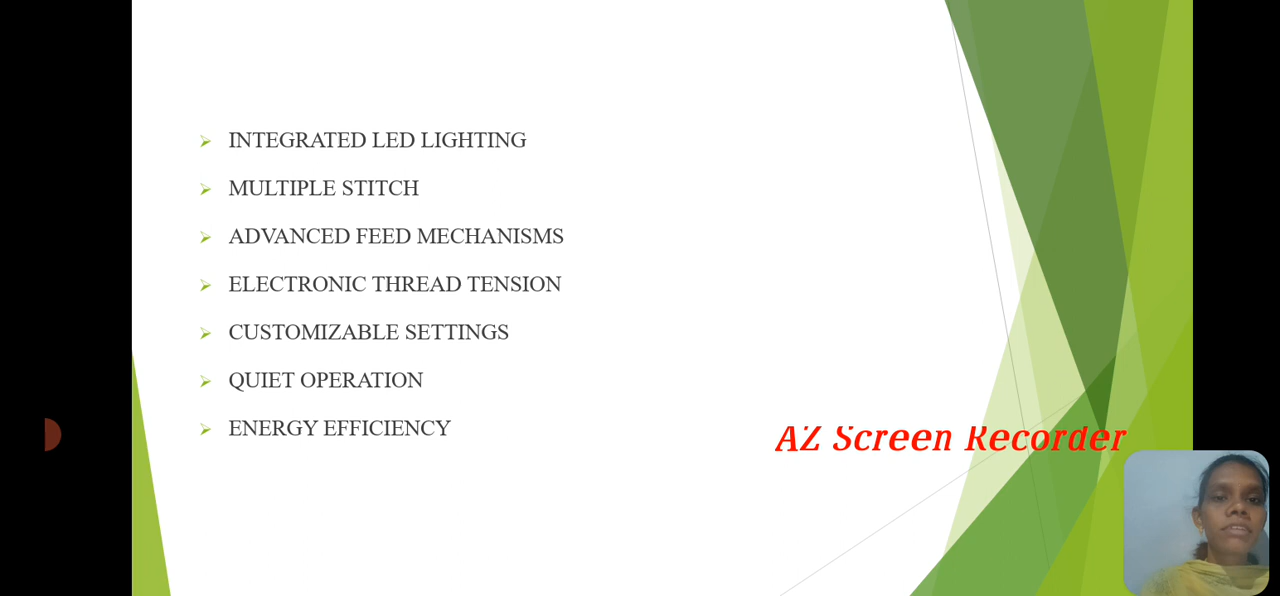 INTEGRATED LED LIGHTING
MULTIPLE STITCH
ADVANCED FEED MECHANISMS
ELECTRONIC THREAD TENSION
CUSTOMIZABLE SETTINGS
QUIET OPERATION
ENERGY EFFICIENCY
AZ Screen Recorder